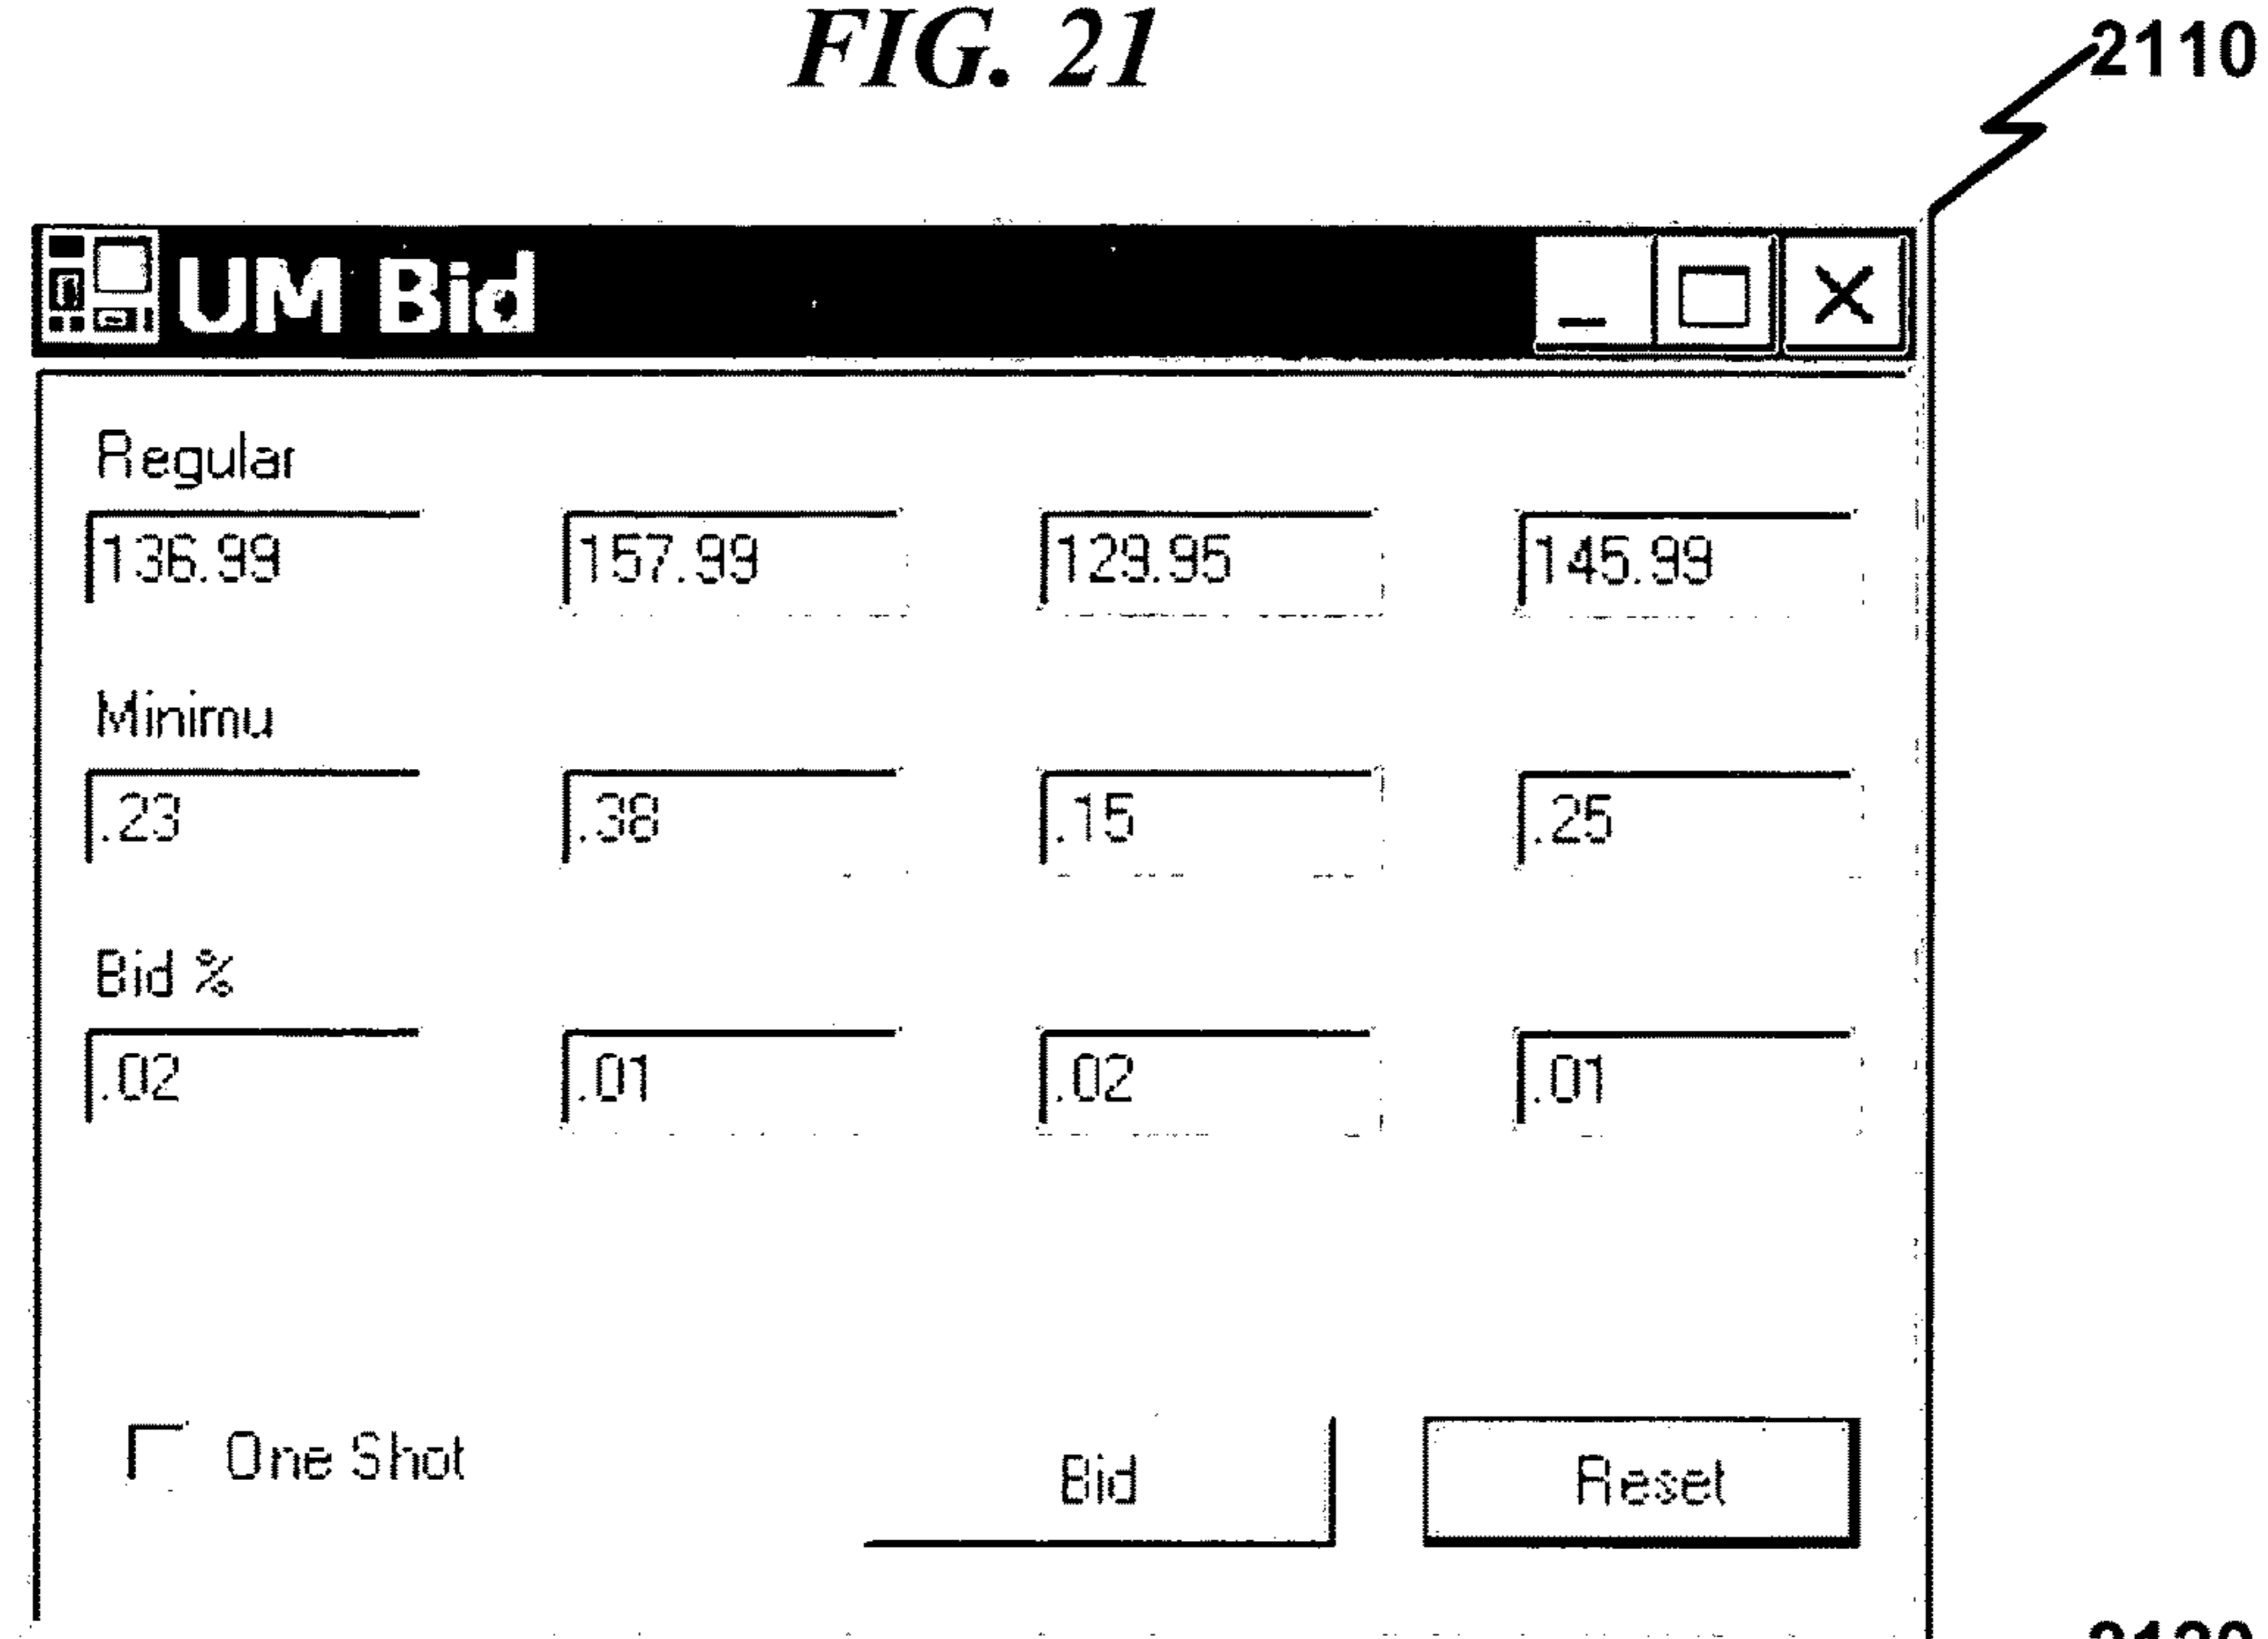 FIG. 21
2110
UM Bid
Regular
136.99 157.99 129.95 145.99
Minimu
.23 .38 .15 .25
Bid %
.02 .01 .02 .01
One Shot Bid Reset